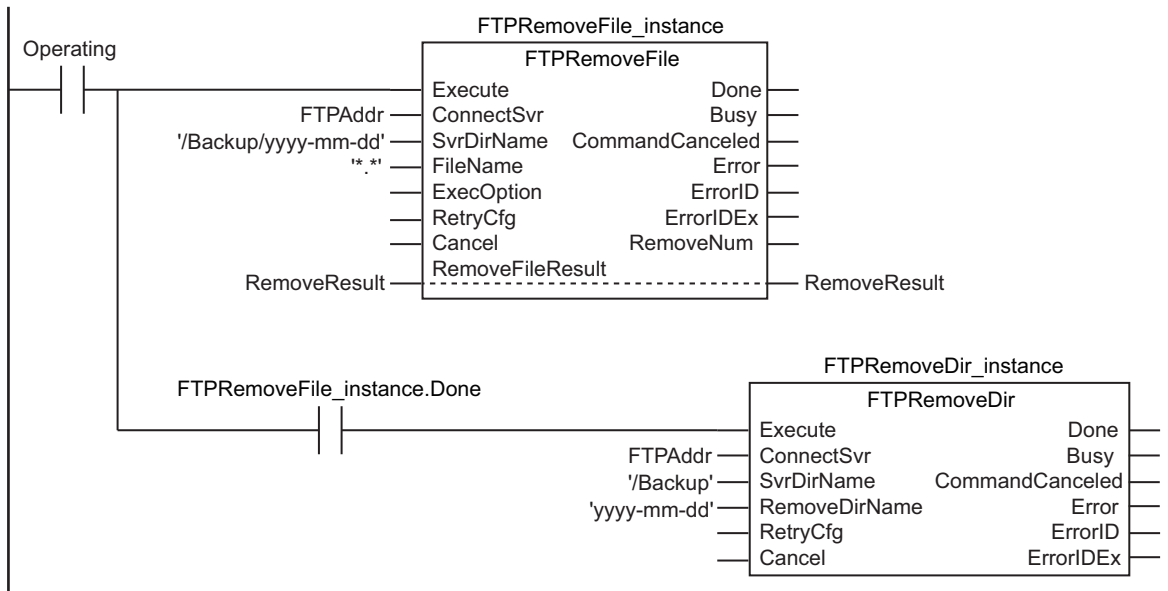 FTPRemoveFile_instance
Operating
FTPRemoveFile
Execute Done
FTPAddr ConnectSvr Busy
'/Backup/yyyy-mm-dd' SvrDirName CommandCanceled
'*.*' FileName Error
ExecOption ErrorID
RetryCfg ErrorIDEx
Cancel RemoveNum
RemoveFileResult
RemoveResult RemoveResult
FTPRemoveDir_instance
FTPRemoveFile_instance.Done
FTPRemoveDir
Execute Done
FTPAddr ConnectSvr Busy
'/Backup' SvrDirName CommandCanceled
'yyyy-mm-dd' RemoveDirName Error
RetryCfg ErrorID
Cancel ErrorIDEx